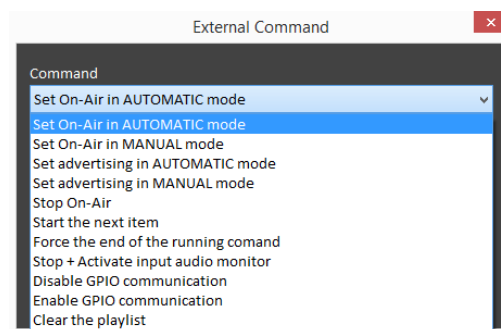 External Command
Command
Set On-Air in AUTOMATIC mode
Set On-Air in AUTOMATIC mode
Set On-Air in MANUAL mode
Set advertising in AUTOMATIC mode
Set advertising in MANUAL mode
Stop On-Air
Start the next item
Force the end of the running comand
Stop + Activate input audio monitor
Disable GPIO communication
Enable GPIO communication
Clear the playlist